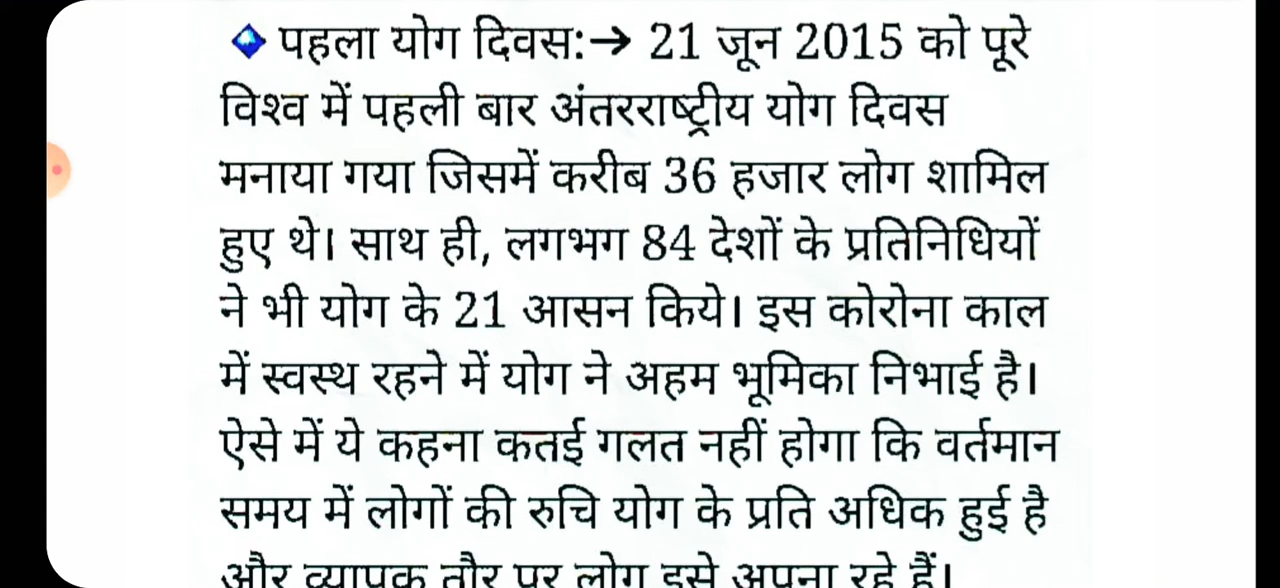 पहला योग दिवस:→ 21 जून 2015 को पूरे
विश्व में पहली बार अंतरराष्ट्रीय योग दिवस
मनाया गया जिसमें करीब 36 हजार लोग शामिल
हुए थे। साथ ही, लगभग 84 देशों के प्रतिनिधियों
ने भी योग के 21 आसन किये। इस कोरोना काल
में स्वस्थ रहने में योग ने अहम भूमिका निभाई है।
ऐसे में ये कहना कतई गलत नहीं होगा कि वर्तमान
समय में लोगों की रुचि योग के प्रति अधिक हुई है
और व्यापक तौर पर लोग इसे अपना रहे हैं।